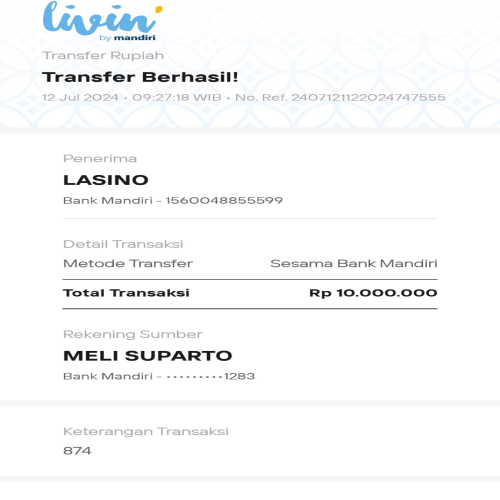 livin'
by mandiri
Transfer Rupiah
Transfer Berhasil!
12 Jul 2024 • 09:27:18 WIB • No. Ref. 2407121122024747555
Penerima
LASINO
Bank Mandiri - 1560048855599
Detail Transaksi
Metode Transfer Sesama Bank Mandiri
Total Transaksi Rp 10.000.000
Rekening Sumber
MELI SUPARTO
Bank Mandiri - •••••••••1283
Keterangan Transaksi
874